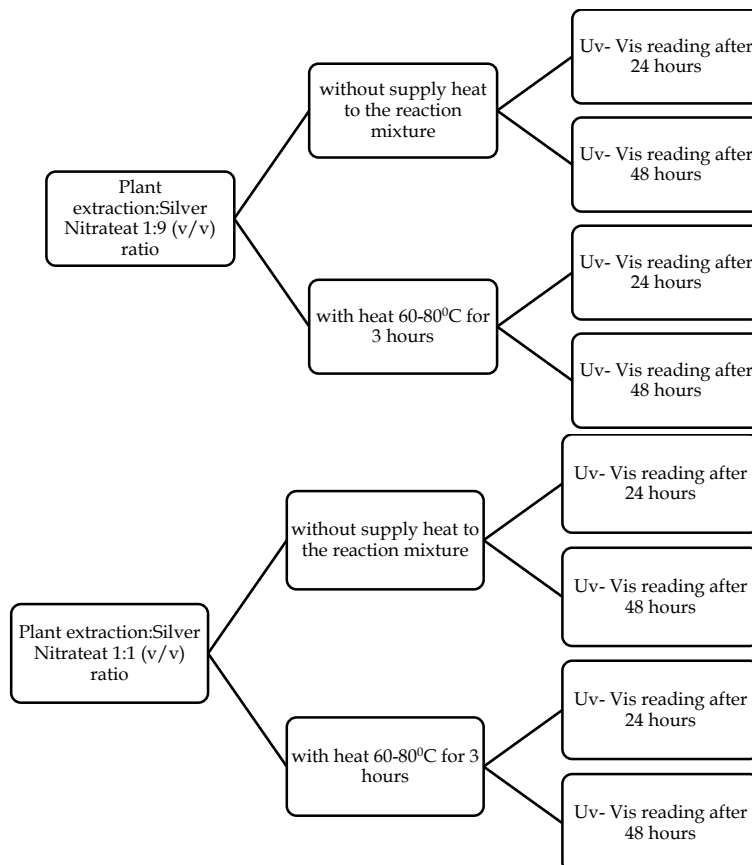 Plant
extraction:Silver
Nitrateat 1:9 (v/v)
ratio
without supply heat
to the reaction
mixture
Uv- Vis reading after
24 hours
Uv- Vis reading after
48 hours
with heat 60-80⁰C for
3 hours
Uv- Vis reading after
24 hours
Uv- Vis reading after
48 hours
Plant extraction:Silver
Nitrateat 1:1 (v/v)
ratio
without supply heat to
the reaction mixture
Uv- Vis reading after
24 hours
Uv- Vis reading after
48 hours
with heat 60-80⁰C for 3
hours
Uv- Vis reading after
24 hours
Uv- Vis reading after
48 hours